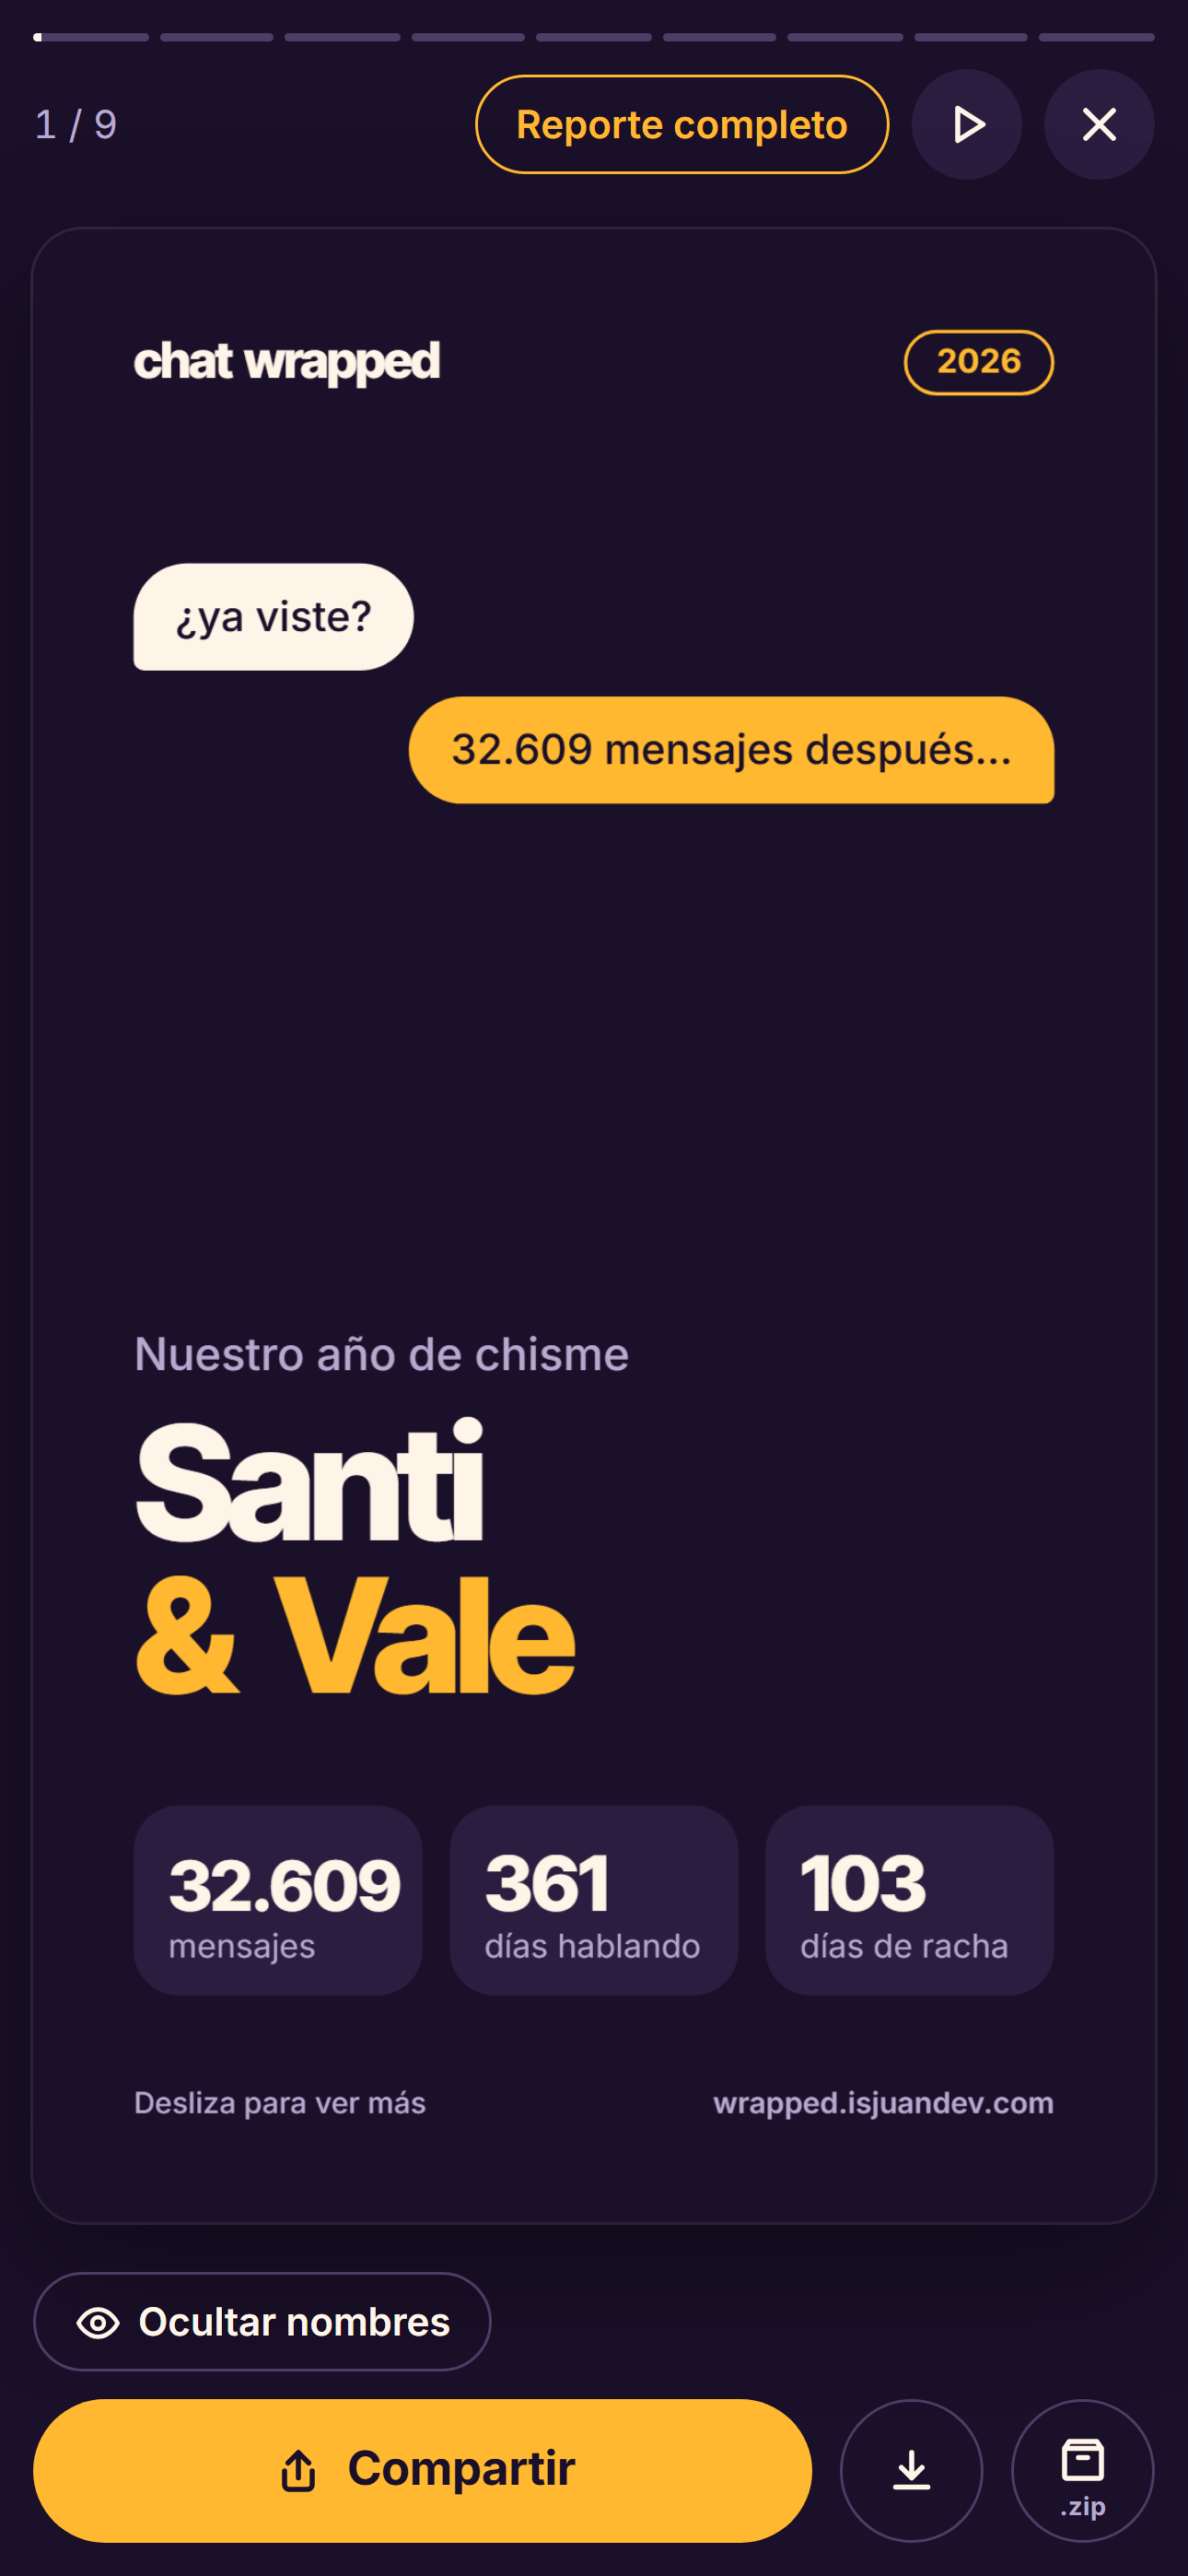 1 / 9
Reporte completo
chat wrapped
2026
¿ya viste?
32.609 mensajes después...
Nuestro año de chisme
Santi
& Vale
32.609
mensajes
361
días hablando
103
días de racha
Desliza para ver más
wrapped.isjuandev.com
Ocultar nombres
Compartir
.zip